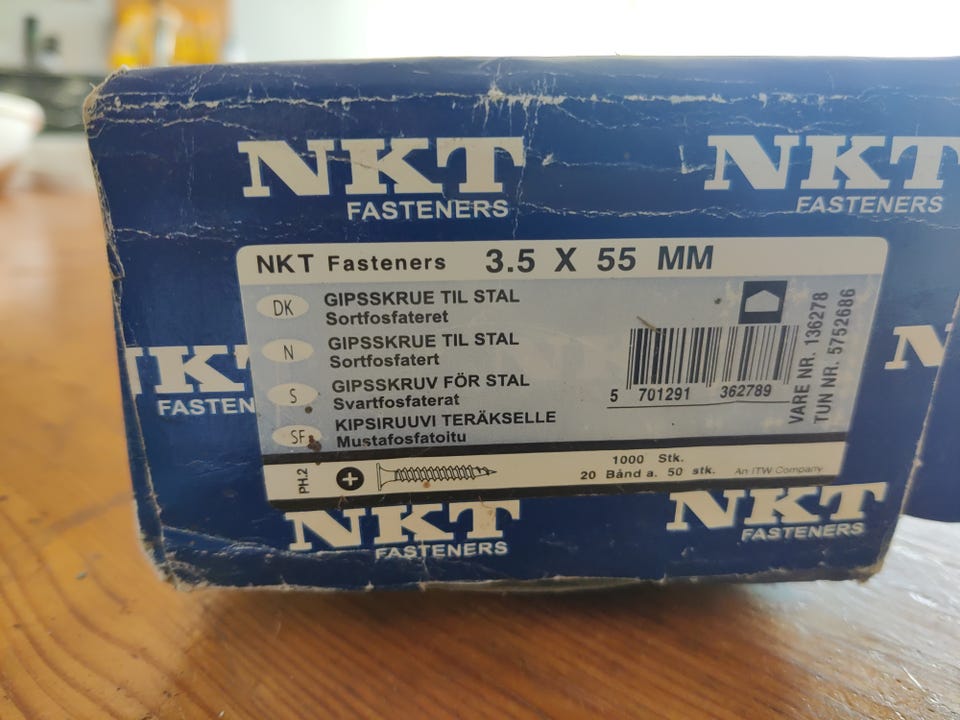 NKT
FASTENERS
NKT
FASTENERS
NKT Fasteners 3.5 X 55 MM
DK GIPSSKRUE TIL STAL
Sortfosfateret
N GIPSSKRUE TIL STAL
Sortfosfatert
S GIPSSKRUV FÖR STAL
Svartfosfaterat
SF KIPSIRUUVI TERÄKSELLE
Mustafosfatoitu
5 701291 362789
VARE NR. 136278
TUN NR. 5752686
PH.2
1000 Stk.
20 Bånd a. 50 stk. An ITW Company
NKT
FASTEN
N
NKT
FASTENERS
NKT
FASTENERS